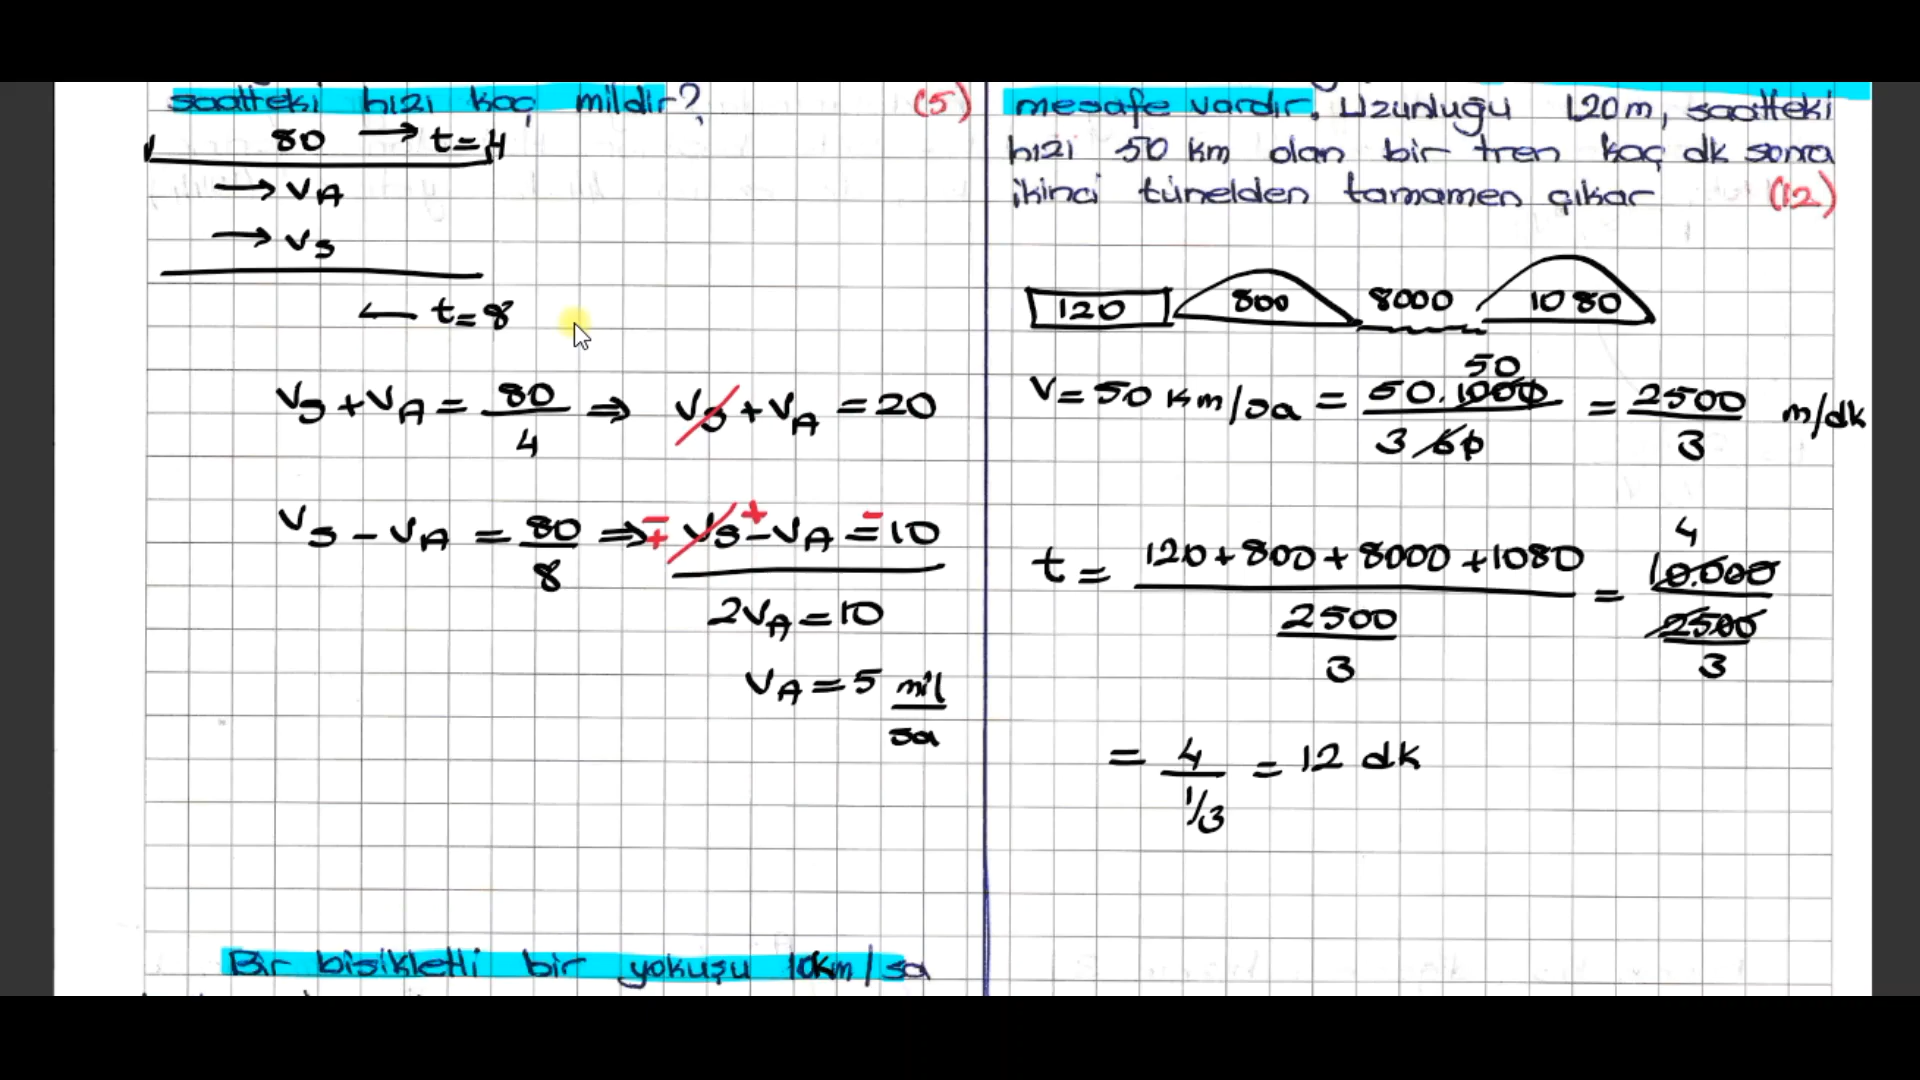 saatteki hızı kaç mildir? (5)
80 → t=4
→ VA
→ VS
← t=8
VS+VA = 80/4 ⇒ VS+VA = 20
VS-VA = 80/8 ⇒ ∓ VS-VA = 10
+ -
2VA = 10
VA = 5 mil/sa
Bir bisikletli bir yokuşu 10km/sa
mesafe vardır. Uzunluğu 120m, saatteki
hızı 50 km olan bir tren kaç dk sonra
ikinci tünelden tamamen çıkar (12)
120 800 8000 1080
50
V= 50 km/sa = 50.1000/3 60 = 2500/3 m/dk
4
t = 120+800+8000+1080/2500/3 = 10.000/2500/3
= 4/1/3 = 12 dk